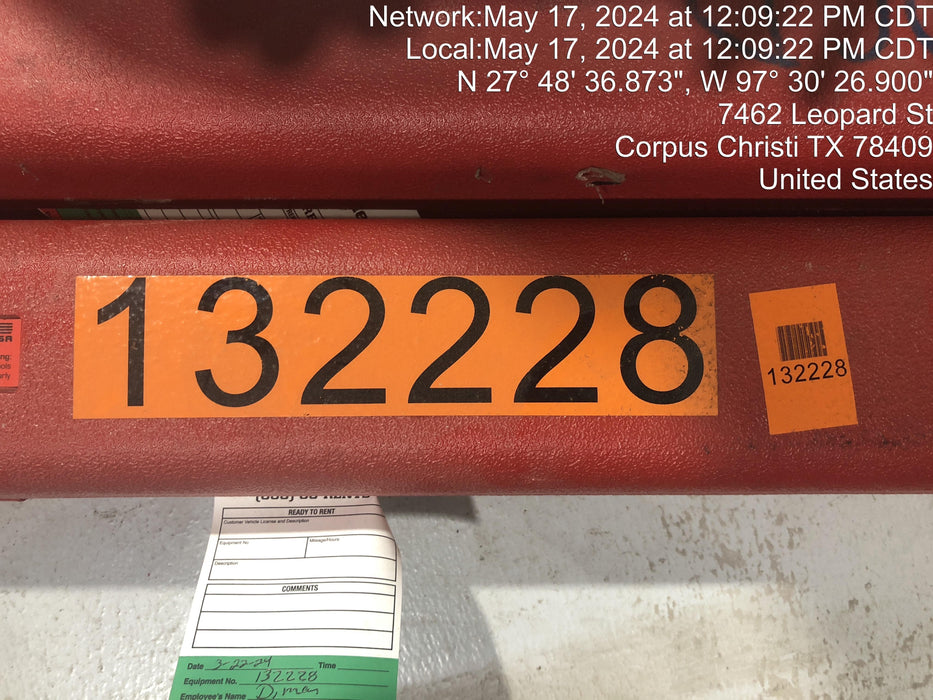 Network:May 17, 2024 at 12:09:22 PM CDT
Local:May 17, 2024 at 12:09:22 PM CDT
N 27° 48' 36.873", W 97° 30' 26.900"
7462 Leopard St
Corpus Christi TX 78409
United States
132228
132228
READY TO RENT
Customer Vehicle License and Description
Equipment No
Mileage/Hours
Description
COMMENTS
Date 3-22-24 Time
Equipment No. 132228
Employee's Name